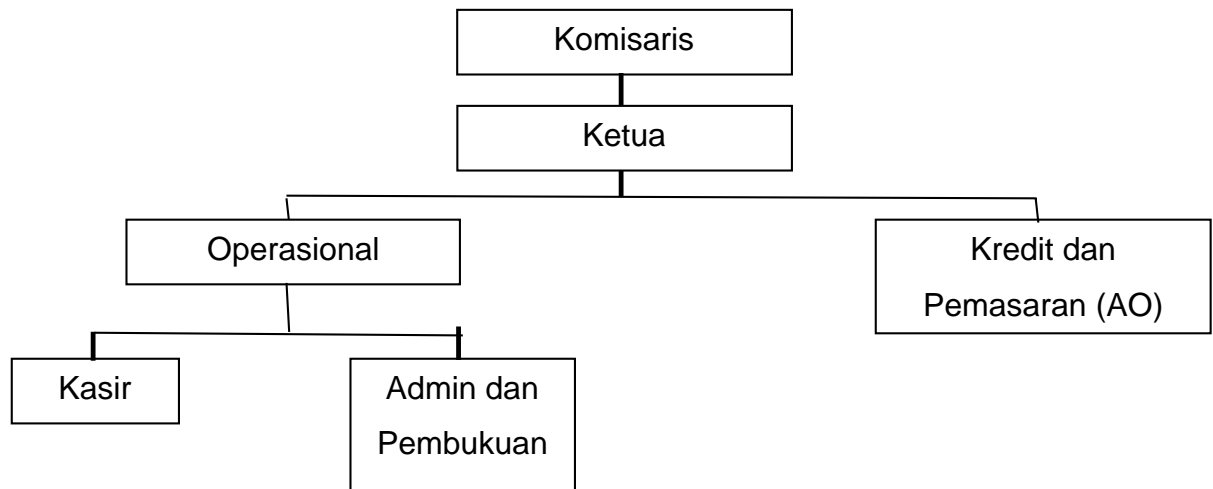 Komisaris
Ketua
Operasional
Kredit dan
Pemasaran (AO)
Kasir
Admin dan
Pembukuan